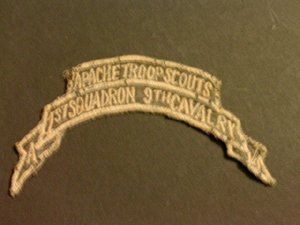 APACHE TROOP SCOUTS
1ST SQUADRON 9TH CAVALRY